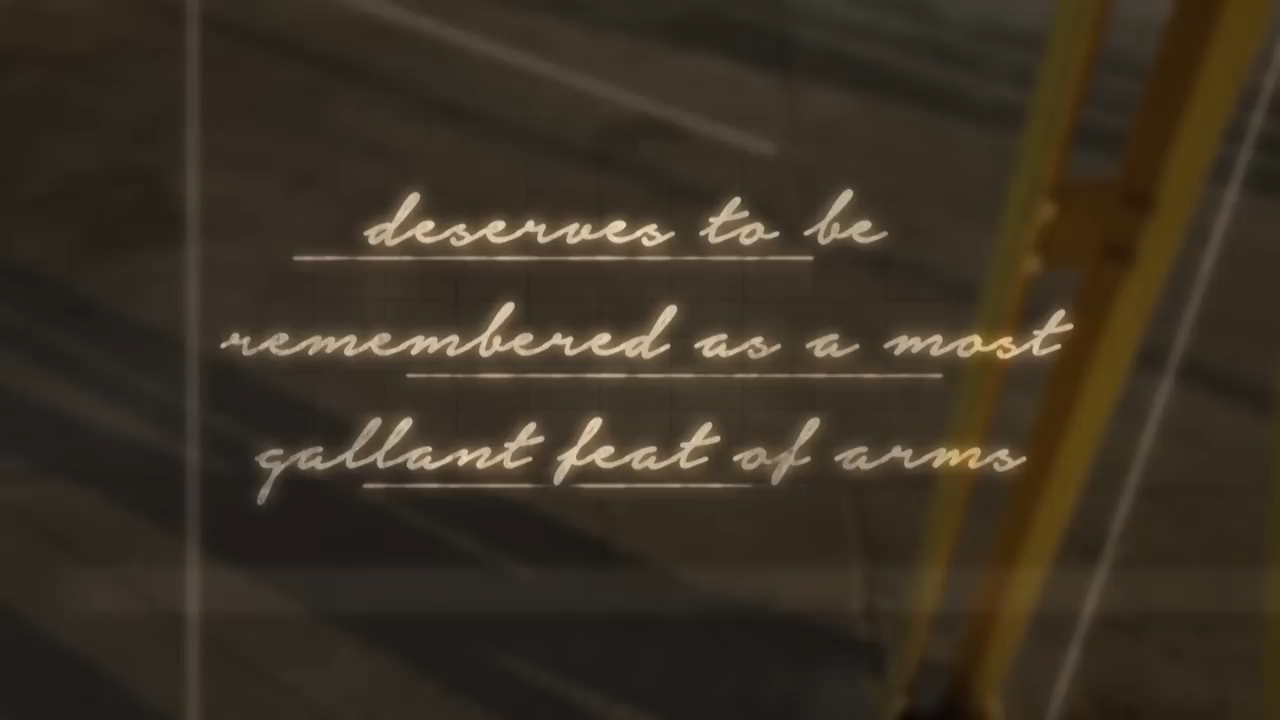 deserves to be
remembered as a most
gallant feat of arms